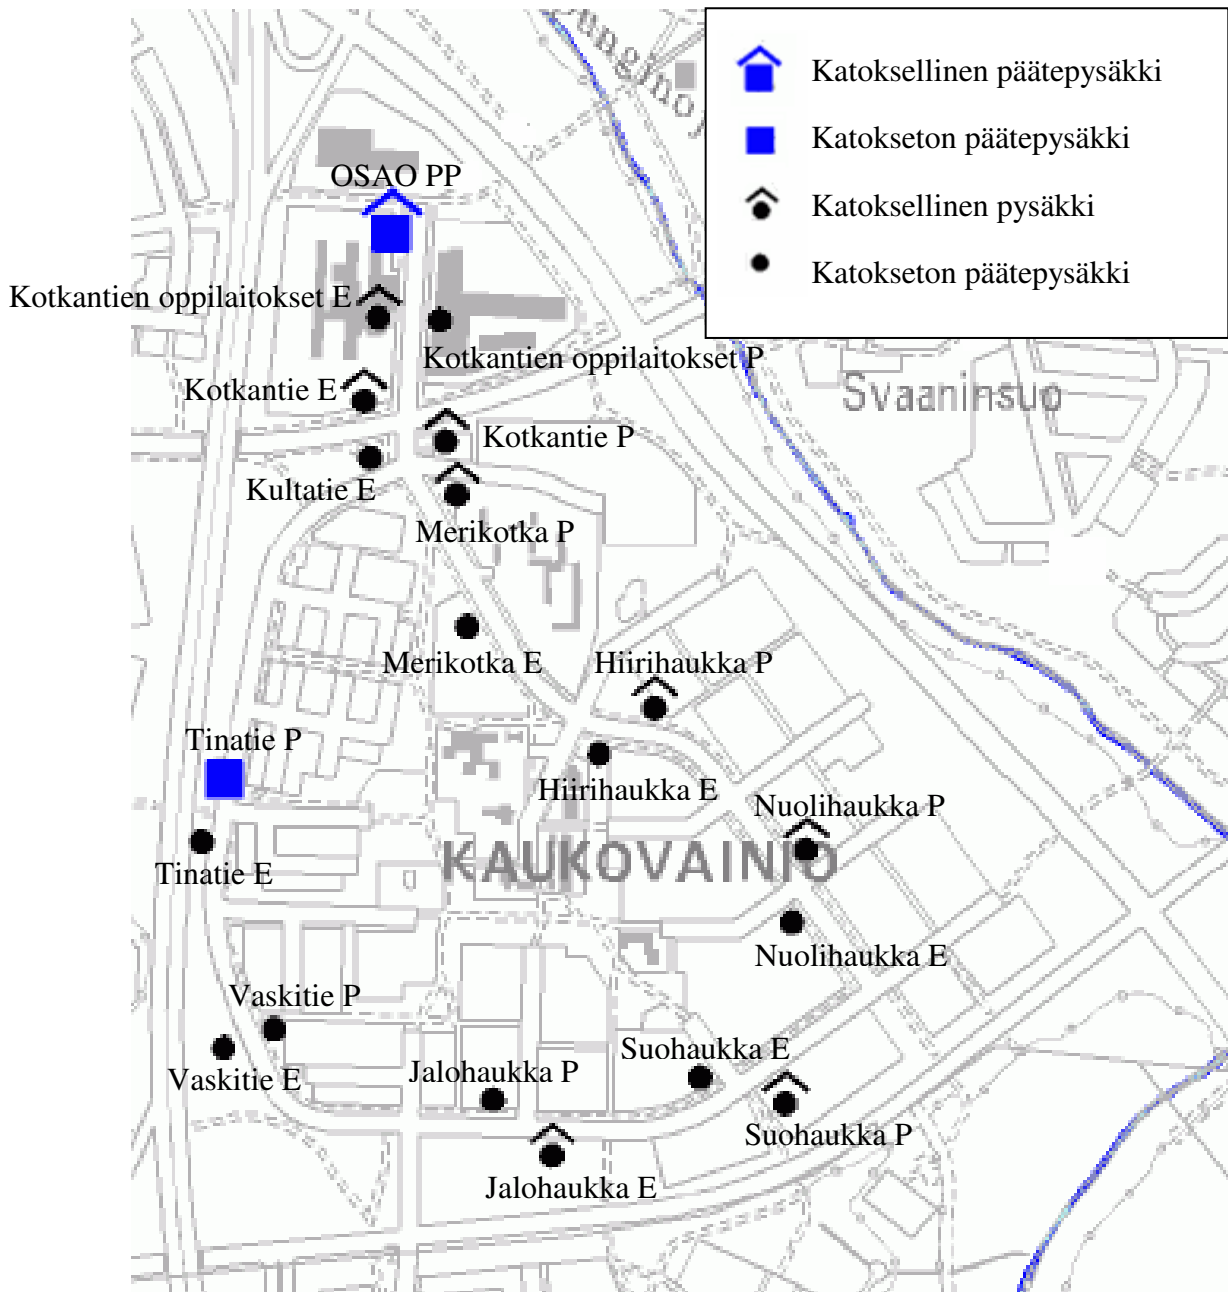 Katoksellinen päätepysäkki
Katokseton päätepysäkki
Katoksellinen pysäkki
Katokseton päätepysäkki
OSAO PP
Kotkantien oppilaitokset E
Kotkantien oppilaitokset P
Kotkantie E
Svaaninsuo
Kotkantie P
Kultatie E
Merikotka P
Merikotka E
Hiirihaukka P
Tinatie P
Hiirihaukka E
Nuolihaukka P
Tinatie E
KAUKOVAINIO
Nuolihaukka E
Vaskitie P
Suohaukka E
Jalohaukka P
Vaskitie E
Suohaukka P
Jalohaukka E